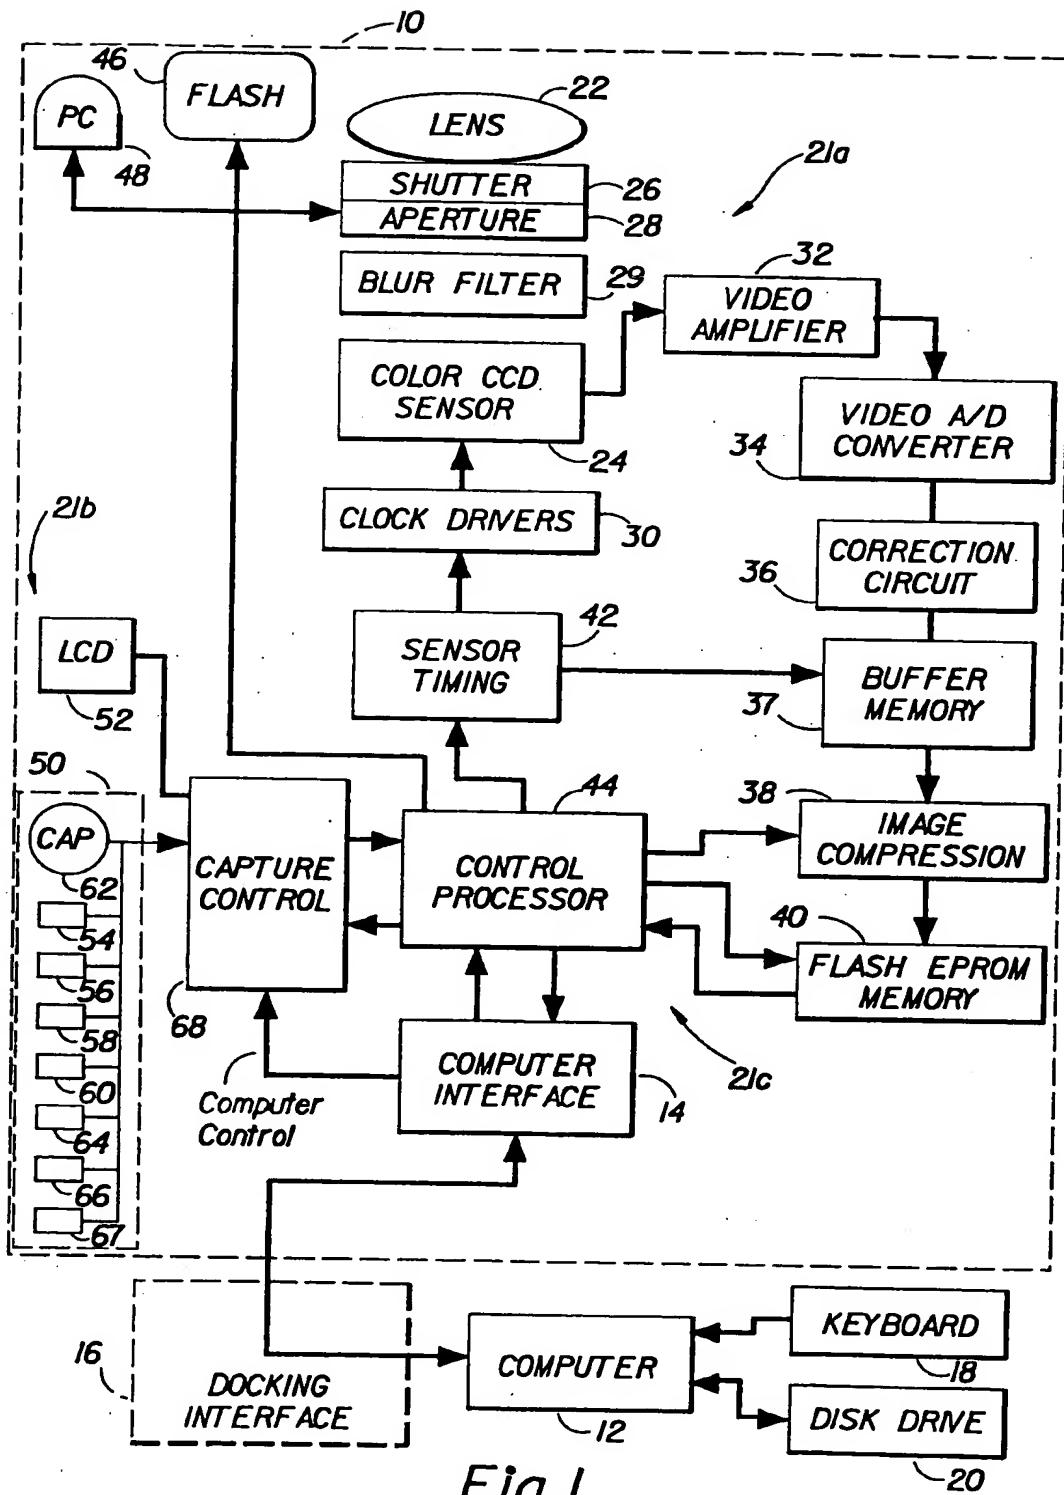 10
46
FLASH
PC
48
22
LENS
21a
SHUTTER
26
APERTURE
28
BLUR FILTER
29
32
VIDEO
AMPLIFIER
COLOR CCD
SENSOR
24
VIDEO A/D
CONVERTER
34
21b
CLOCK DRIVERS
30
CORRECTION
CIRCUIT
36
LCD
52
SENSOR
TIMING
42
BUFFER
MEMORY
37
50
CAP
62
54
56
58
60
64
66
67
CAPTURE
CONTROL
68
44
CONTROL
PROCESSOR
38
IMAGE
COMPRESSION
40
FLASH EPROM
MEMORY
21c
COMPUTER
INTERFACE
14
Computer
Control
16
DOCKING
INTERFACE
COMPUTER
12
KEYBOARD
18
DISK DRIVE
20
Fig. 1